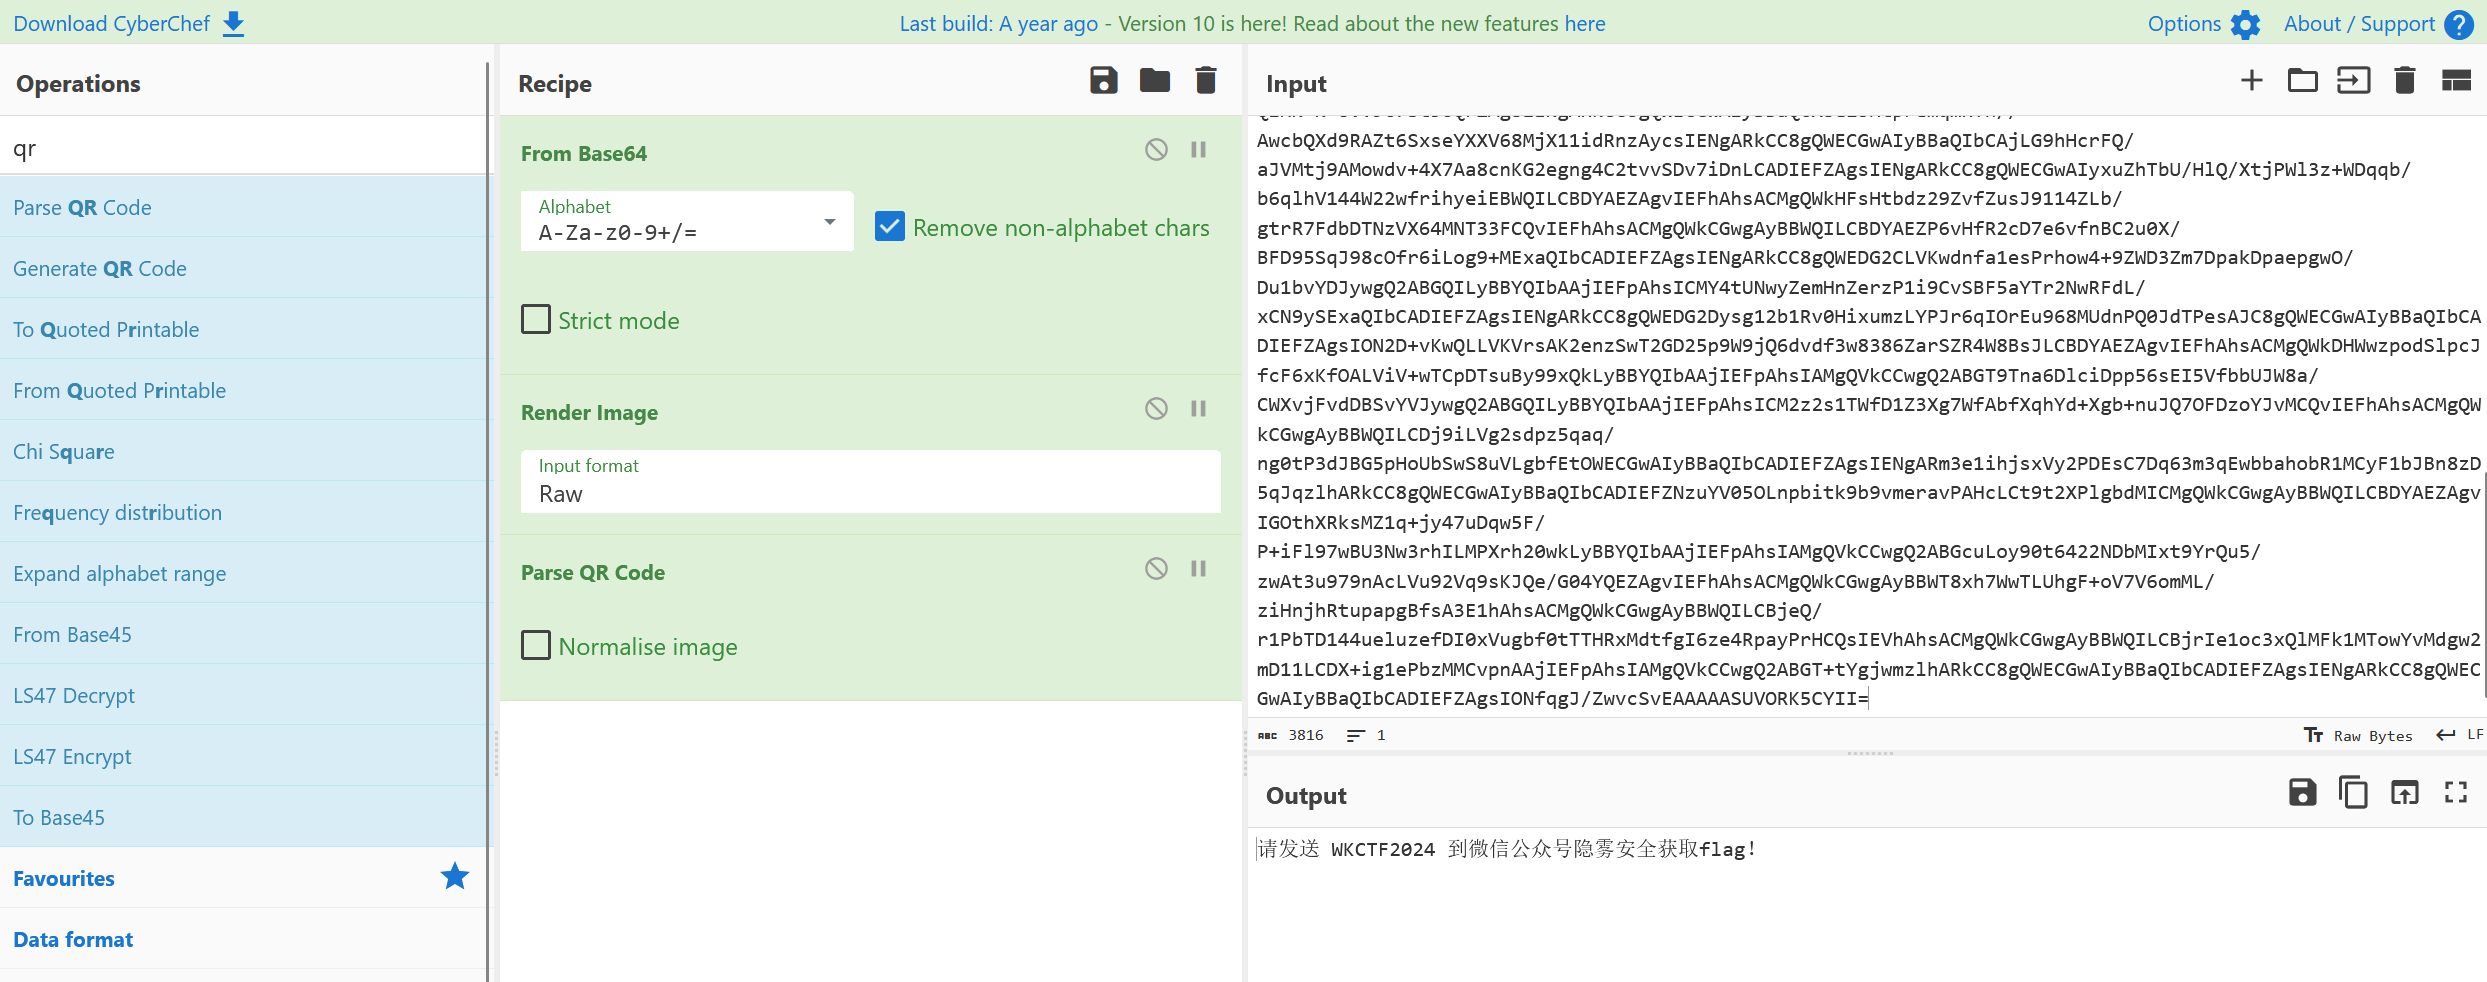 Download CyberChef
Last build: A year ago - Version 10 is here! Read about the new features here
Options
About / Support
Operations
qr
Parse QR Code
Generate QR Code
To Quoted Printable
From Quoted Printable
Chi Square
Frequency distribution
Expand alphabet range
From Base45
LS47 Decrypt
LS47 Encrypt
To Base45
Favourites
Data format
Recipe
From Base64
Alphabet
A-Za-z0-9+/=
Remove non-alphabet chars
Strict mode
Render Image
Input format
Raw
Parse QR Code
Normalise image
Input
AwcbQXd9RAZt6SxseYXXV68MjX11idRnzAycsIENgARkCC8gQWECGwAIyBBaQIbCAjLG9hHcrFQ/
aJVMtj9AMowdv+4X7Aa8cnKG2egng4C2tvvSDv7iDnLCADIEFZAgsIENgARkCC8gQWECGwAIyxuZhTbU/HlQ/XtjPWl3z+WDqqb/
b6qlhV144W22wfrihyeiEBWQILCBDYAEZAgvIEFhAhsACMgQWkHFsHtbdz29ZvfZusJ9114ZLb/
gtrR7FdbDTNzVX64MNT33FCQvIEFhAhsACMgQWkCGwgAyBBWQILCBDYAEZP6vHfR2cD7e6vfnBC2u0X/
BFD95SqJ98cOfr6iLog9+MExaQIbCADIEFZAgsIENgARkCC8gQWEDG2CLVKwdnfa1esPrhow4+9ZWD3Zm7DpakDpaepgwO/
Du1bvYDJywgQ2ABGQILyBBYQIbAAjIEFpAhsICMY4tUNwyZemHnZerzP1i9CvSBF5aYTr2NwRFdL/
xCN9ySExaQIbCADIEFZAgsIENgARkCC8gQWEDG2Dysg12b1Rv0HixumzLYPJr6qIOrEu968MUdnPQ0JdTPesAJC8gQWECGwAIyBBaQIbCA
DIEFZAgsION2D+vKwQLLVKVrsAK2enzSwT2GD25p9W9jQ6dvdf3w8386ZarSZR4W8BsJLCBDYAEZAgvIEFhAhsACMgQWkDHWwzpodSlpcJ
fcF6xKfOALViV+wTCpDTsuBy99xQkLyBBYQIbAAjIEFpAhsIAMgQVkCCwgQ2ABGT9Tna6DlciDpp56sEI5VfbbUJW8a/
CWXvjFvdDBSvYVJywgQ2ABGQILyBBYQIbAAjIEFpAhsICM2z2s1TWfD1Z3Xg7WfAbfXqhYd+Xgb+nuJQ7OFDzoYJvMCQvIEFhAhsACMgQW
kCGwgAyBBWQILCDj9iLVg2sdpz5qaq/
ng0tP3dJBG5pHoUbSwS8uVLgbfEtOWECGwAIyBBaQIbCADIEFZAgsIENgARm3e1ihjsxVy2PDEsC7Dq63m3qEwbbahobR1MCyF1bJBn8zD
5qJqzlhARkCC8gQWECGwAIyBBaQIbCADIEFZNzuYV05OLnpbitk9b9vmeravPAHcLCt9t2XPlgbdMICMgQWkCGwgAyBBWQILCBDYAEZAgv
IGOthXRksMZ1q+jy47uDqw5F/
P+iFl97wBU3Nw3rhILMPXrh20wkLyBBYQIbAAjIEFpAhsIAMgQVkCCwgQ2ABGcuLoy90t6422NDbMIxt9YrQu5/
zwAt3u979nAcLVu92Vq9sKJQe/G04YQEZAgvIEFhAhsACMgQWkCGwgAyBBWT8xh7WwTLUhgF+oV7V6omML/
ziHnjhRtupapgBfsA3E1hAhsACMgQWkCGwgAyBBWQILCBjeQ/
r1PbTD144ueluzefDI0xVugbf0tTTHRxMdtfgI6ze4RpayPrHCQsIEVhAhsACMgQWkCGwgAyBBWQILCBjrIe1oc3xQlMFk1MTowYvMdgw2
mD11LCDX+ig1ePbzMMCvpnAAjIEFpAhsIAMgQVkCCwgQ2ABGT+tYgjwmzlhARkCC8gQWECGwAIyBBaQIbCADIEFZAgsIENgARkCC8gQWEC
GwAIyBBaQIbCADIEFZAgsIONfqgJ/ZwvcSvEAAAAASUVORK5CYII=
ABC 3816 1
Raw Bytes
LF
Output
请发送 WKCTF2024 到微信公众号隐雾安全获取flag!